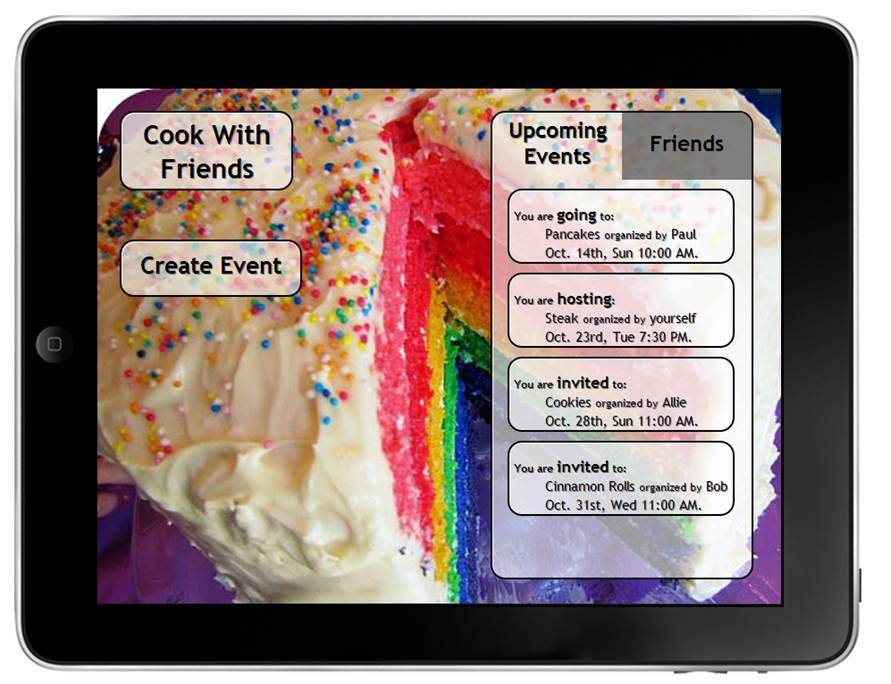 Cook With
Friends
Create Event
Upcoming
Events
Friends
You are going to:
Pancakes organized by Paul
Oct. 14th, Sun 10:00 AM.
You are hosting:
Steak organized by yourself
Oct. 23rd, Tue 7:30 PM.
You are invited to:
Cookies organized by Allie
Oct. 28th, Sun 11:00 AM.
You are invited to:
Cinnamon Rolls organized by Bob
Oct. 31st, Wed 11:00 AM.